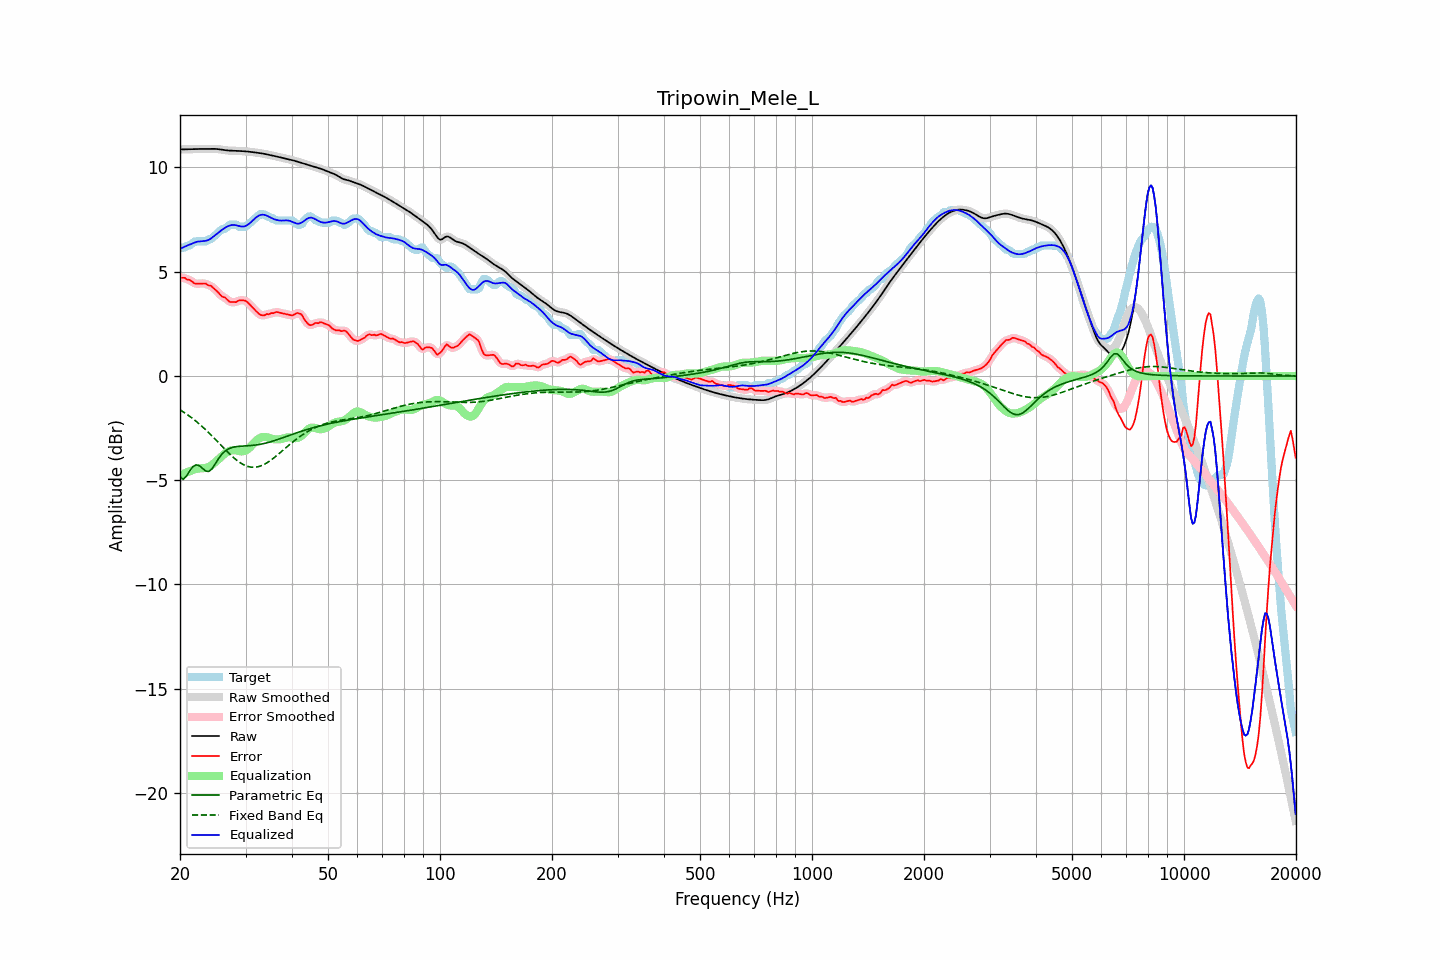 Tripowin_Mele_L
Amplitude (dBr)
10
5
0
−5
−10
−15
−20
Target
Raw Smoothed
Error Smoothed
Raw
Error
Equalization
Parametric Eq
Fixed Band Eq
Equalized
20 50 100 200 500 1000 2000 5000 10000 20000
Frequency (Hz)